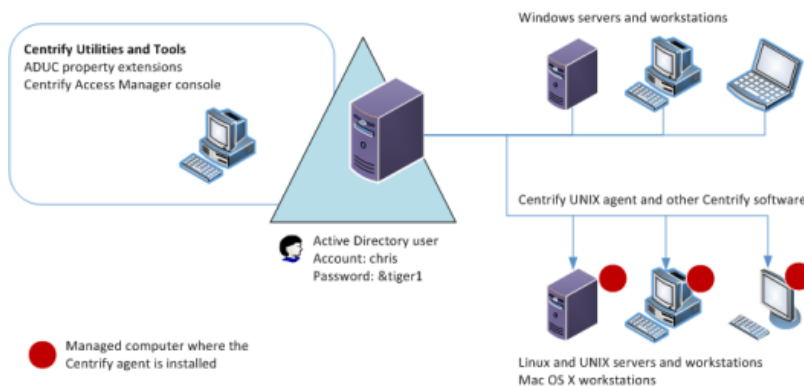 Windows servers and workstations
Centrify Utilities and Tools
ADUC property extensions
Centrify Access Manager console
Centrify UNIX agent and other Centrify software
Active Directory user
Account: chris
Password: &tiger1
Managed computer where the
Centrify agent is installed
Linux and UNIX servers and workstations
Mac OS X workstations